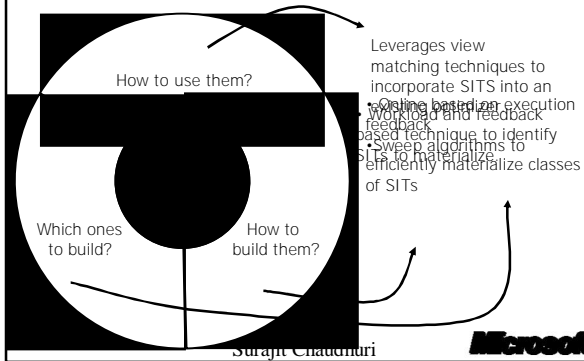 How to use them?
Leverages view
matching techniques to
incorporate SITS into an
existing optimizer
• Online based on execution
feedback
• Workload and feedback
based technique to identify
SITs to materialize
•Sweep algorithms to
efficiently materialize classes
of SITs
Which ones
to build?
How to
build them?
Surajit Chaudhuri
Microsoft